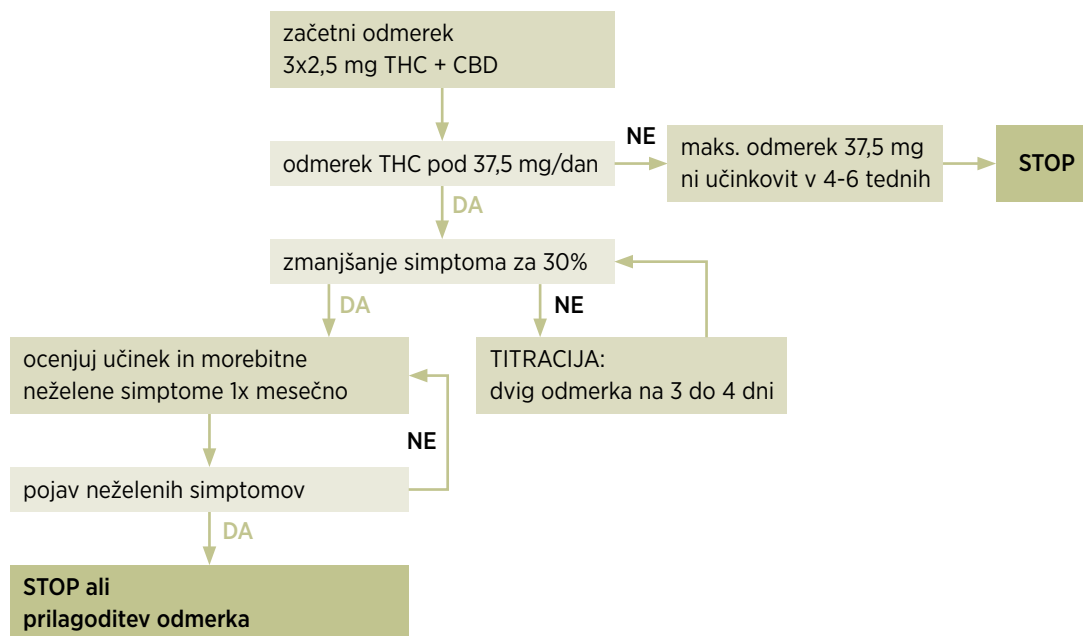 začetni odmerek
3x2,5 mg THC + CBD
odmerek THC pod 37,5 mg/dan
NE
maks. odmerek 37,5 mg
ni učinkovit v 4-6 tednih
STOP
DA
zmanjšanje simptoma za 30%
DA
NE
ocenjuj učinek in morebitne
neželene simptome 1x mesečno
TITRACIJA:
dvig odmerka na 3 do 4 dni
NE
pojav neželenih simptomov
DA
STOP ali
prilagoditev odmerka